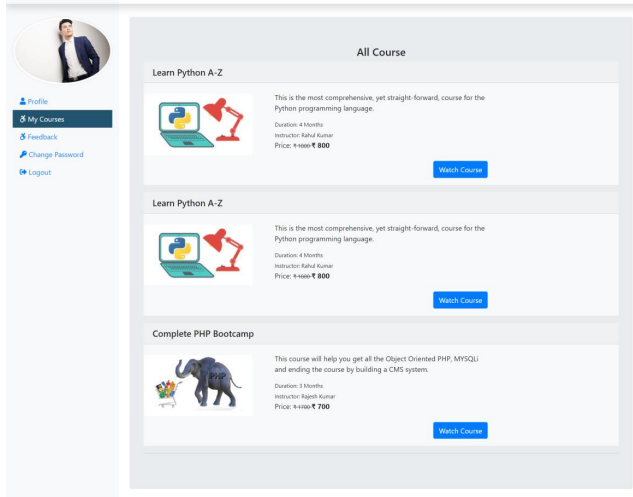 All Course
Profile
My Courses
Feedback
Change Password
Logout
Learn Python A-Z
This is the most comprehensive, yet straight-forward, course for the
Python programming language.
Duration: 4 Months
Instructor: Rahul Kumar
Price: ₹ 1000 ₹ 800
Watch Course
Learn Python A-Z
This is the most comprehensive, yet straight-forward, course for the
Python programming language.
Duration: 4 Months
Instructor: Rahul Kumar
Price: ₹ 1000 ₹ 800
Watch Course
Complete PHP Bootcamp
PHP
This course will help you get all the Object Oriented PHP, MYSQLi
and ending the course by building a CMS system.
Duration: 3 Months
Instructor: Rajesh Kumar
Price: ₹ 1700 ₹ 700
Watch Course